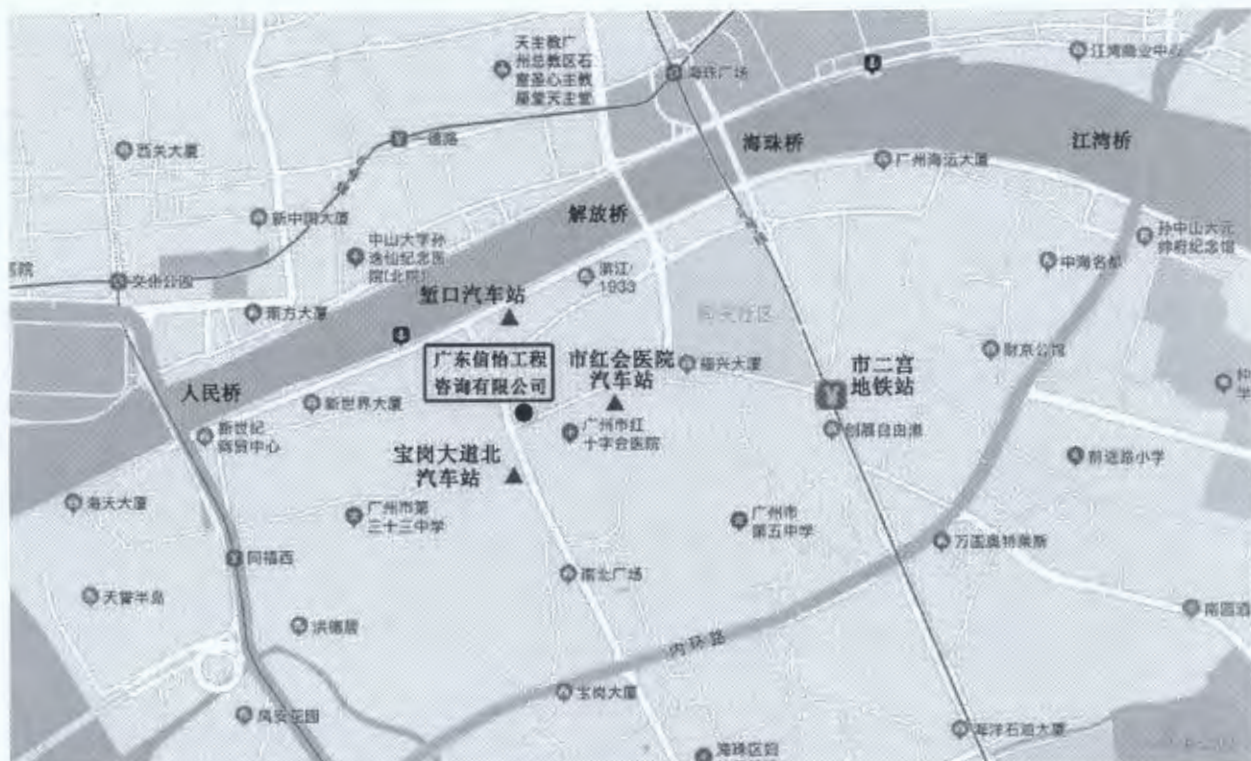 天主教广
州总教区石
室圣心主教
座堂天主堂
海珠广场
江湾商业中心
西关大厦
一德路
海珠桥
江湾桥
广州海运大厦
新中国大厦
解放桥
中山大学孙
逸仙纪念医
院(北院)
孙中山大元
帅府纪念馆
医院
文化公园
中海名都
滨江
1933
堑口汽车站
南方大厦
广东信怡工程
咨询有限公司
市红会医院
汽车站
福兴大厦
市二宫
地铁站
财京公馆
人民桥
新世界大厦
新世纪
商贸中心
广州市红
十字会医院
创展自由港
宝岗大道北
汽车站
前进路小学
海天大厦
广州市第
三十三中学
广州市
第五中学
万国奥特莱斯
同福西
南北广场
天誉半岛
洪德居
南园酒
内环路
宝岗大厦
凤安花园
海洋石油大厦
海珠区妇